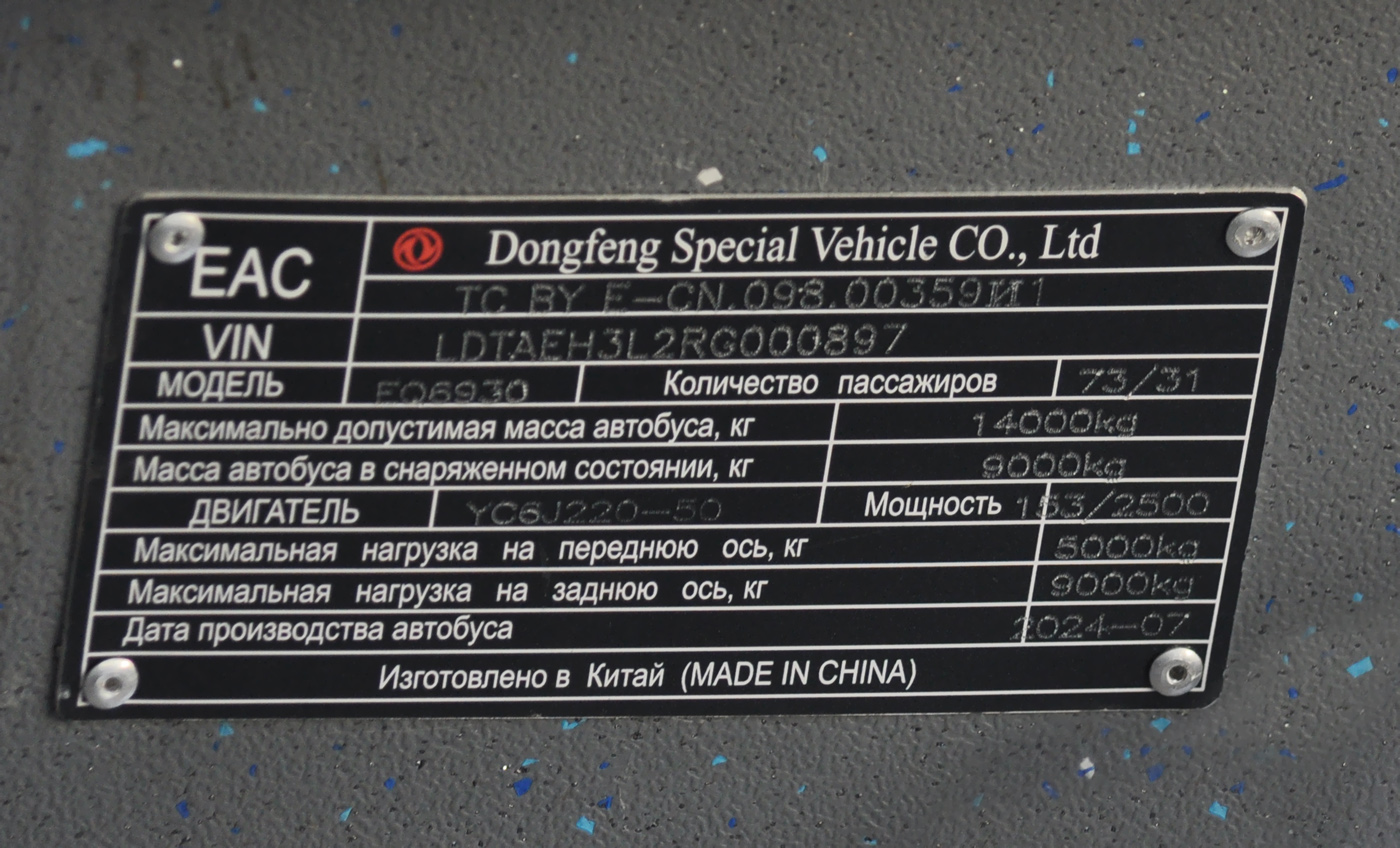 EAC Dongfeng Special Vehicle CO., Ltd
TC BY E-CN.098.00359И1
VIN LDTAEH3L2RG000897
МОДЕЛЬ EQ6930 Количество пассажиров 73/31
Максимально допустимая масса автобуса, кг 14000kg
Масса автобуса в снаряженном состоянии, кг 9000kg
ДВИГАТЕЛЬ YC6J220-50 Мощность 163/2500
Максимальная нагрузка на переднюю ось, кг 5000kg
Максимальная нагрузка на заднюю ось, кг 9000kg
Дата производства автобуса 2024-07
Изготовлено в Китай (MADE IN CHINA)